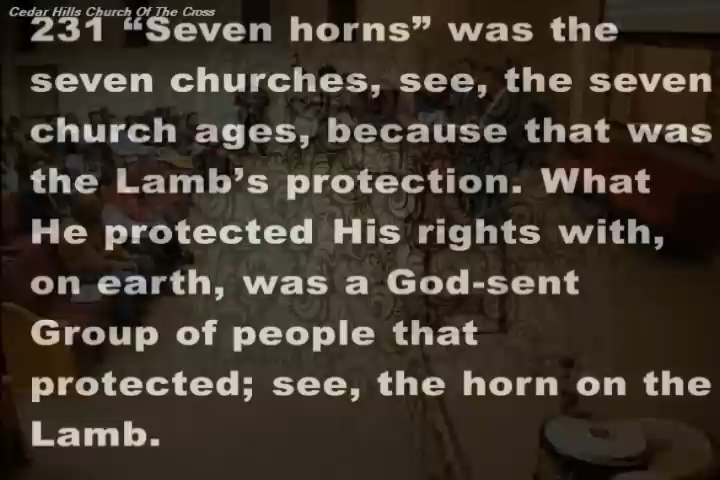 Cedar Hills Church Of The Cross
231 “Seven horns” was the
seven churches, see, the seven
church ages, because that was
the Lamb’s protection. What
He protected His rights with,
on earth, was a God-sent
Group of people that
protected; see, the horn on the
Lamb.